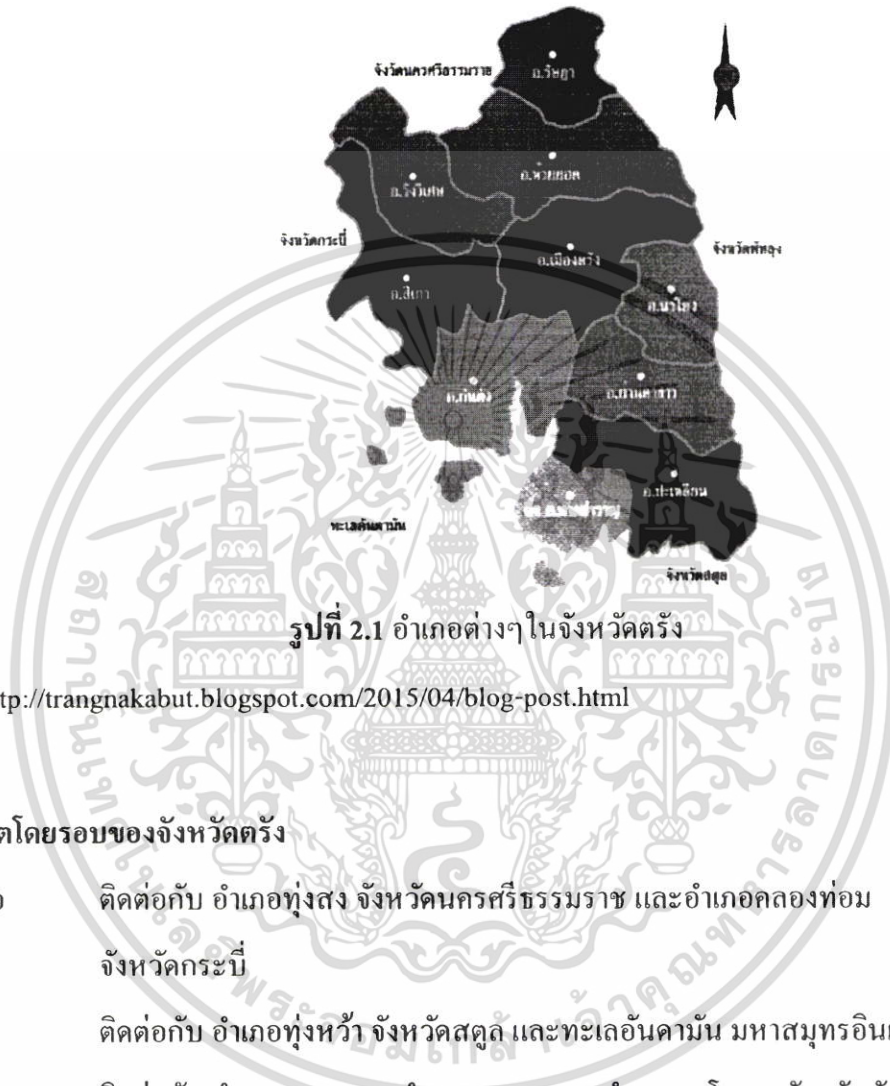 จังวัดนครศรีธรรมราช
อ.รัษฎา
อ.ห้วยยอด
อ.วังวิเศษ
จังหวัดกระบี่
อ.เมืองตรัง
จังหวัดพัทลุง
อ.สิเกา
อ.นาโยง
อ.กันตัง
อ.ย่านตาขาว
อ.ปะเหลียน
ทะเลอันดามัน
จังหวัดสตูล
รูปที่ 2.1 อำเภอต่างๆในจังหวัดตรัง
tp://trangnakabut.blogspot.com/2015/04/blog-post.html
ตโดยรอบของจังหวัดตรัง
อ ติดต่อกับ อำเภอทุ่งสง จังหวัดนครศรีธรรมราช และอำเภอคลองท่อม
จังหวัดกระบี่
ติดต่อกับ อำเภอทุ่งหว้า จังหวัดสตูล และทะเลอันดามัน มหาสมุทรอิน